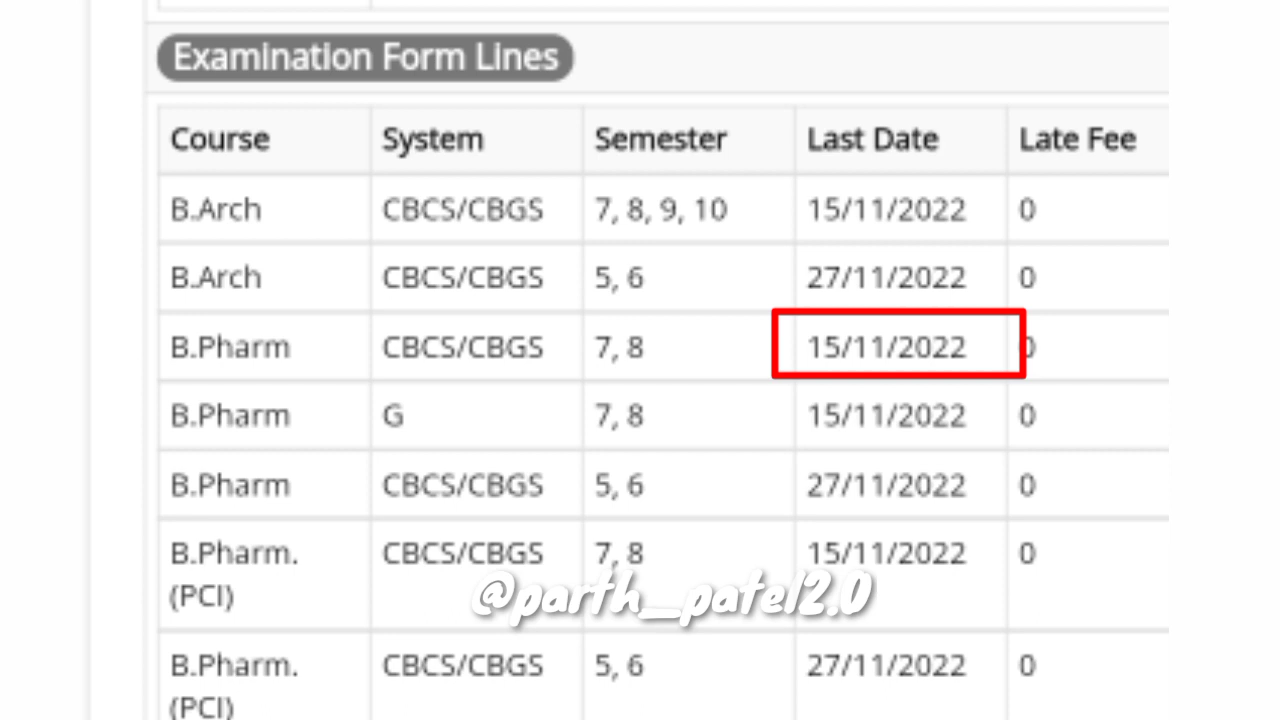 Examination Form Lines
Course System Semester Last Date Late Fee
B.Arch CBCS/CBGS 7, 8, 9, 10 15/11/2022 0
B.Arch CBCS/CBGS 5, 6 27/11/2022 0
B.Pharm CBCS/CBGS 7, 8 15/11/2022 0
B.Pharm G 7, 8 15/11/2022 0
B.Pharm CBCS/CBGS 5, 6 27/11/2022 0
B.Pharm. CBCS/CBGS 7, 8 15/11/2022 0
(PCI)
@parth_patel2.0
B.Pharm. CBCS/CBGS 5, 6 27/11/2022 0
(PCI)